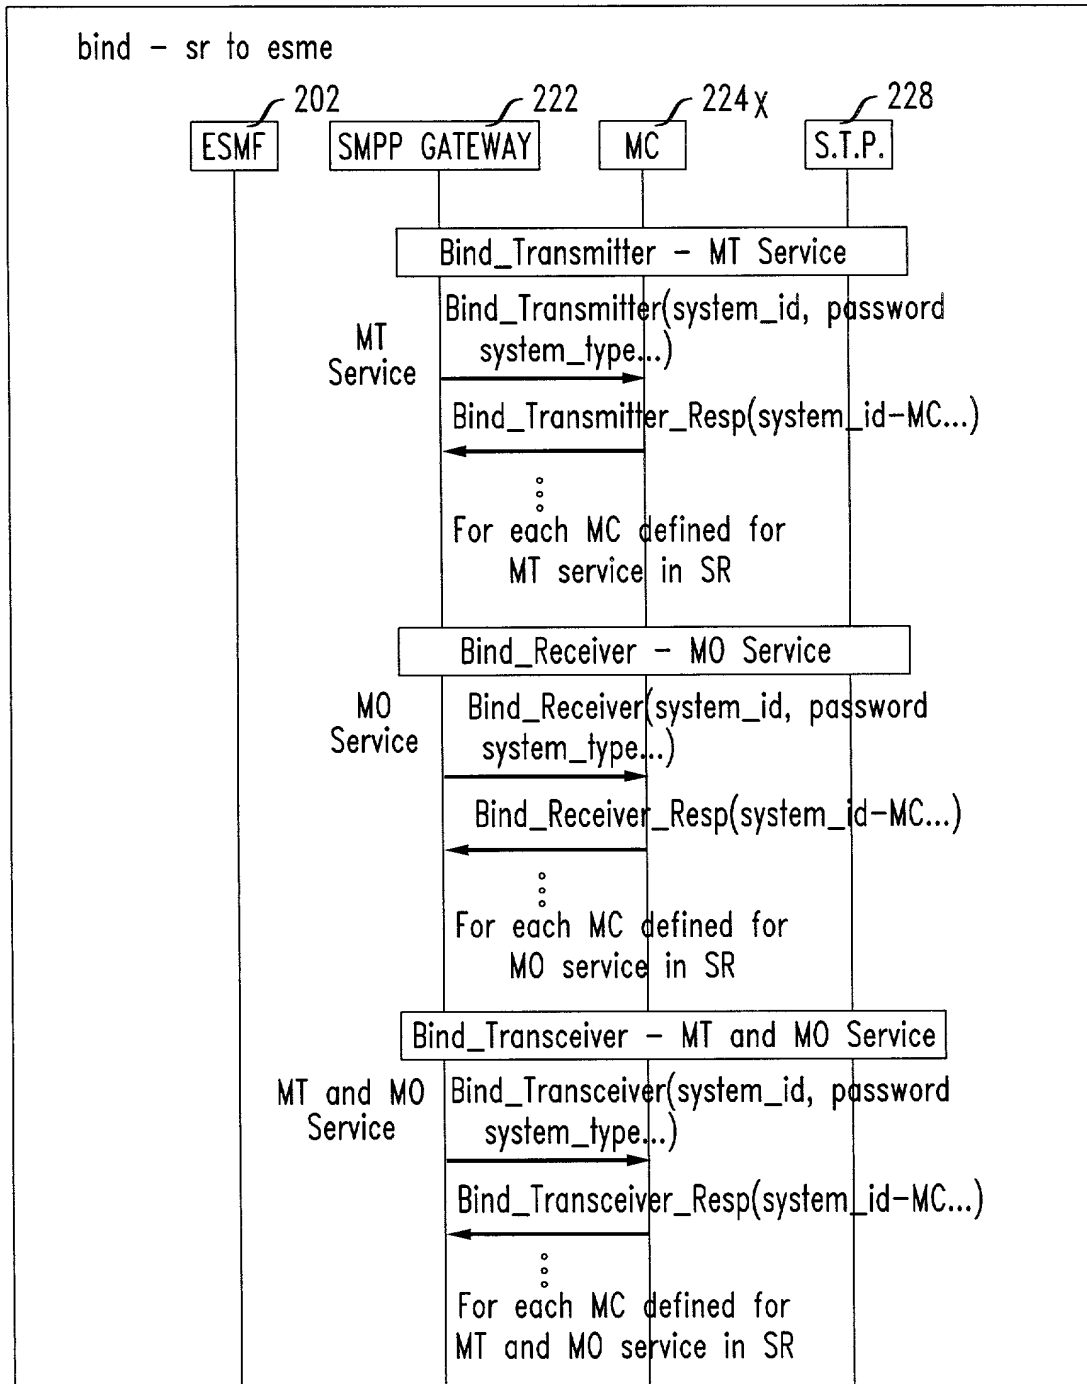 bind – sr to esme
202
222
224x
228
ESMF
SMPP GATEWAY
MC
S.T.P.
Bind_Transmitter – MT Service
MT
Service
Bind_Transmitter(system_id, password
system_type...)
Bind_Transmitter_Resp(system_id-MC...)
For each MC defined for
MT service in SR
Bind_Receiver – MO Service
MO
Service
Bind_Receiver(system_id, password
system_type...)
Bind_Receiver_Resp(system_id-MC...)
For each MC defined for
MO service in SR
Bind_Transceiver – MT and MO Service
MT and MO
Service
Bind_Transceiver(system_id, password
system_type...)
Bind_Transceiver_Resp(system_id-MC...)
For each MC defined for
MT and MO service in SR